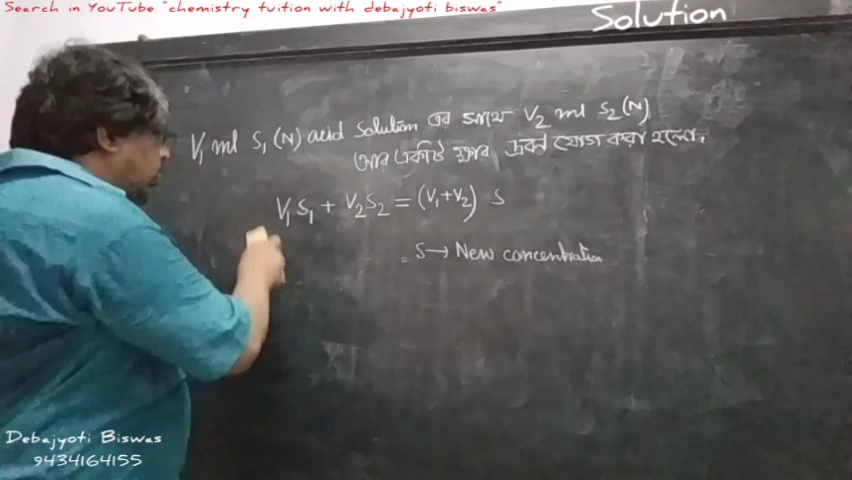 Search in YouTube "chemistry tuition with debajyoti biswas"
Solution
V₁ ml S₁ (N) acid Solution এর সাথে V₂ ml S₂ (N)
আর একটি ক্ষার দ্রবন যোগ করা হলো.
V₁S₁ + V₂S₂ = (V₁+V₂) S
S → New concentration
Debajyoti Biswas
9434164155